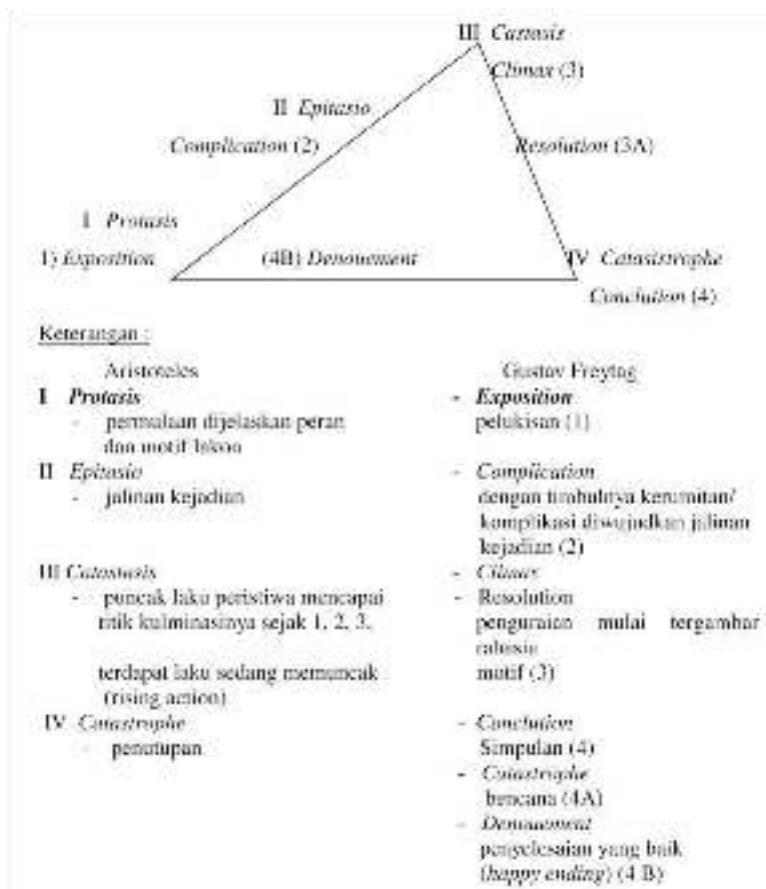 III Castasis
Climax (3)
II Epitasio
Complication (2)
Resolution (3A)
I Protasis
1) Exposition
(4B) Denouement
IV Catasistrophe
Conclution (4)
Keterangan :
Aristoteles
Gustav Freytag
I Protasis
- permulaan dijelaskan peran
dan motif lakon
- Exposition
pelukisan (1)
II Epitasio
- jalinan kejadian
- Complication
dengan timbulnya kerumitan/
komplikasi diwujudkan jalinan
kejadian (2)
III Catastasis
- puncak laku peristiwa mencapai
titik kulminasinya sejak 1, 2, 3.
terdapat laku sedang memuncak
(rising action)
- Climax
- Resolution
penguraian mulai tergambar
rahasia
motif (3)
IV Catastrophe
- penutupan
- Conclution
Simpulan (4)
- Catastrophe
bencana (4A)
- Denouement
penyelesaian yang baik
(happy ending) (4 B)